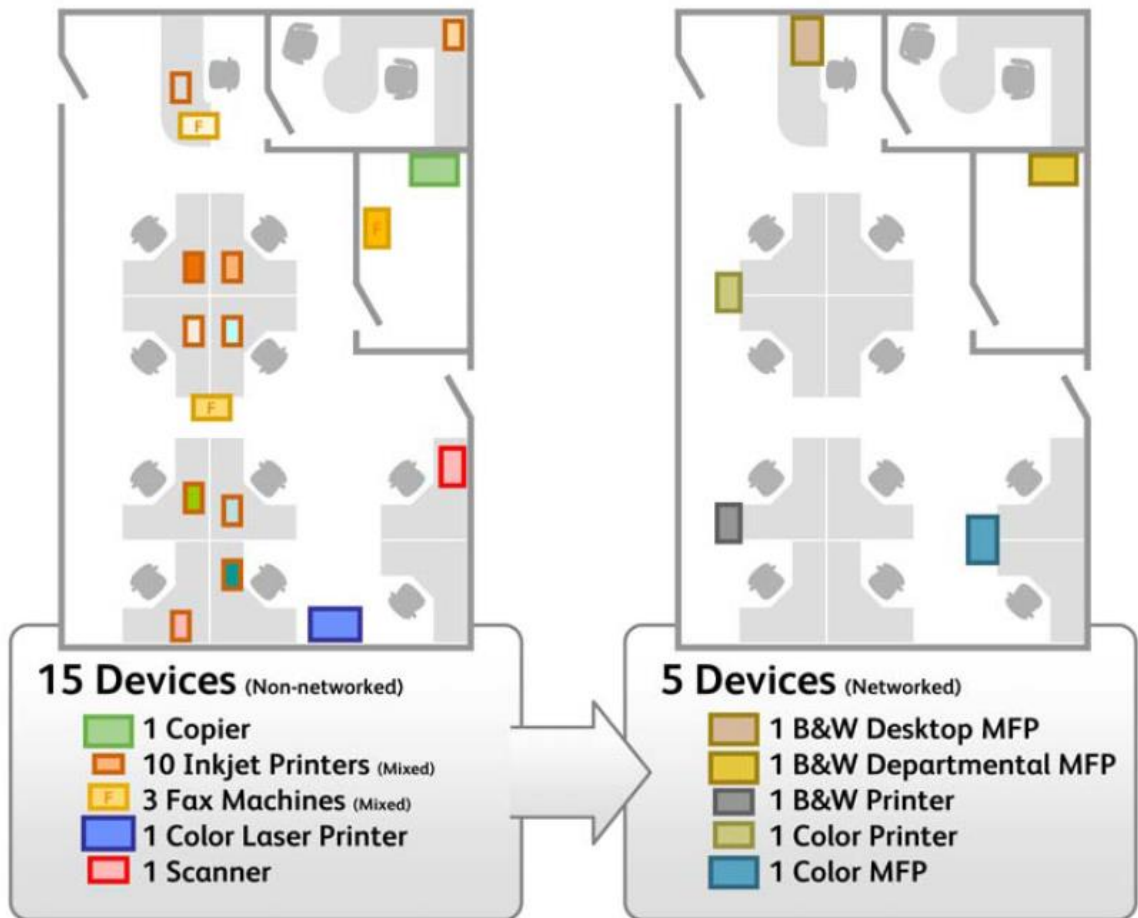 F
F
F
15 Devices (Non-networked)
1 Copier
10 Inkjet Printers (Mixed)
F 3 Fax Machines (Mixed)
1 Color Laser Printer
1 Scanner
5 Devices (Networked)
1 B&W Desktop MFP
1 B&W Departmental MFP
1 B&W Printer
1 Color Printer
1 Color MFP